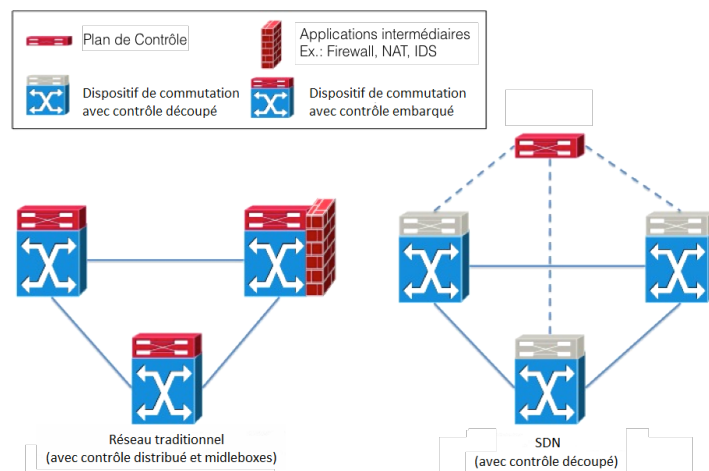 Plan de Contrôle
Applications intermédiaires
Ex.: Firewall, NAT, IDS
Dispositif de commutation
avec contrôle découpé
Dispositif de commutation
avec contrôle embarqué
Réseau traditionnel
(avec contrôle distribué et midleboxes)
SDN
(avec contrôle découpé)